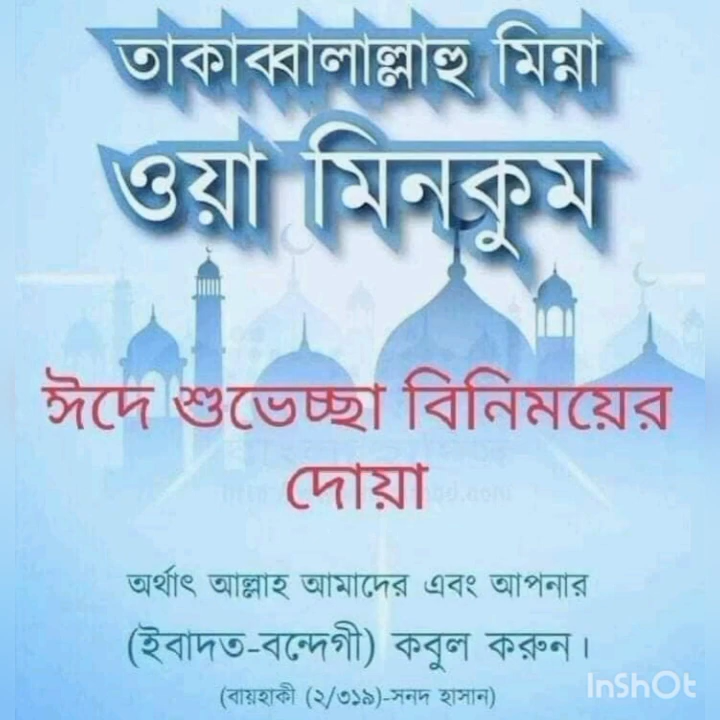 তাকাব্বালাল্লাহু মিন্না
ওয়া মিনকুম
ঈদে শুভেচ্ছা বিনিময়ের
দোয়া
অর্থাৎ আল্লাহ আমাদের এবং আপনার
(ইবাদত-বন্দেগী) কবুল করুন।
(বায়হাকী (২/৩১৯)-সনদ হাসান)
InShOt